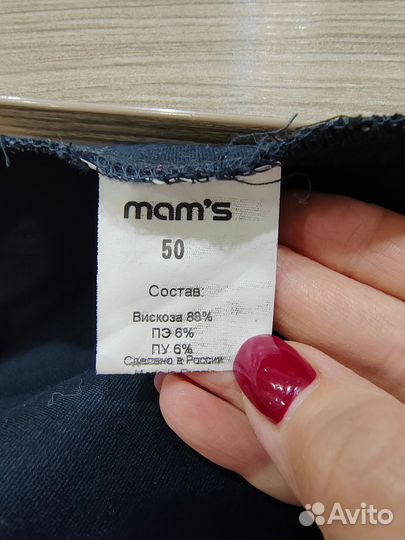 mam's
50
Состав:
Вискоза 88%
ПЭ 6%
ПУ 6%
Сделано в России
Avito